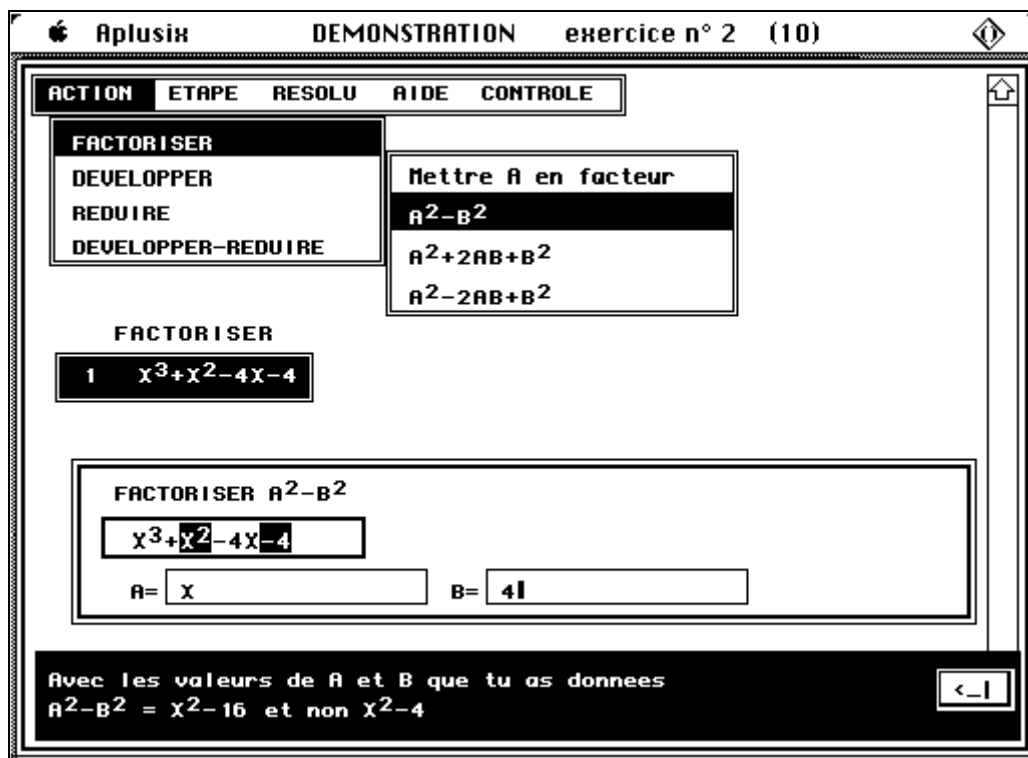 Aplusix DEMONSTRATION exercice n° 2 (10)
ACTION ETAPE RESOLU AIDE CONTROLE
FACTORISER
DEVELOPPER
REDUIRE
DEVELOPPER-REDUIRE
Mettre A en facteur
A²-B²
A²+2AB+B²
A²-2AB+B²
FACTORISER
1 X³+X²-4X-4
FACTORISER A²-B²
X³+X²-4X-4
A= X B= 4
Avec les valeurs de A et B que tu as donnees
A²-B² = X²-16 et non X²-4
<_|